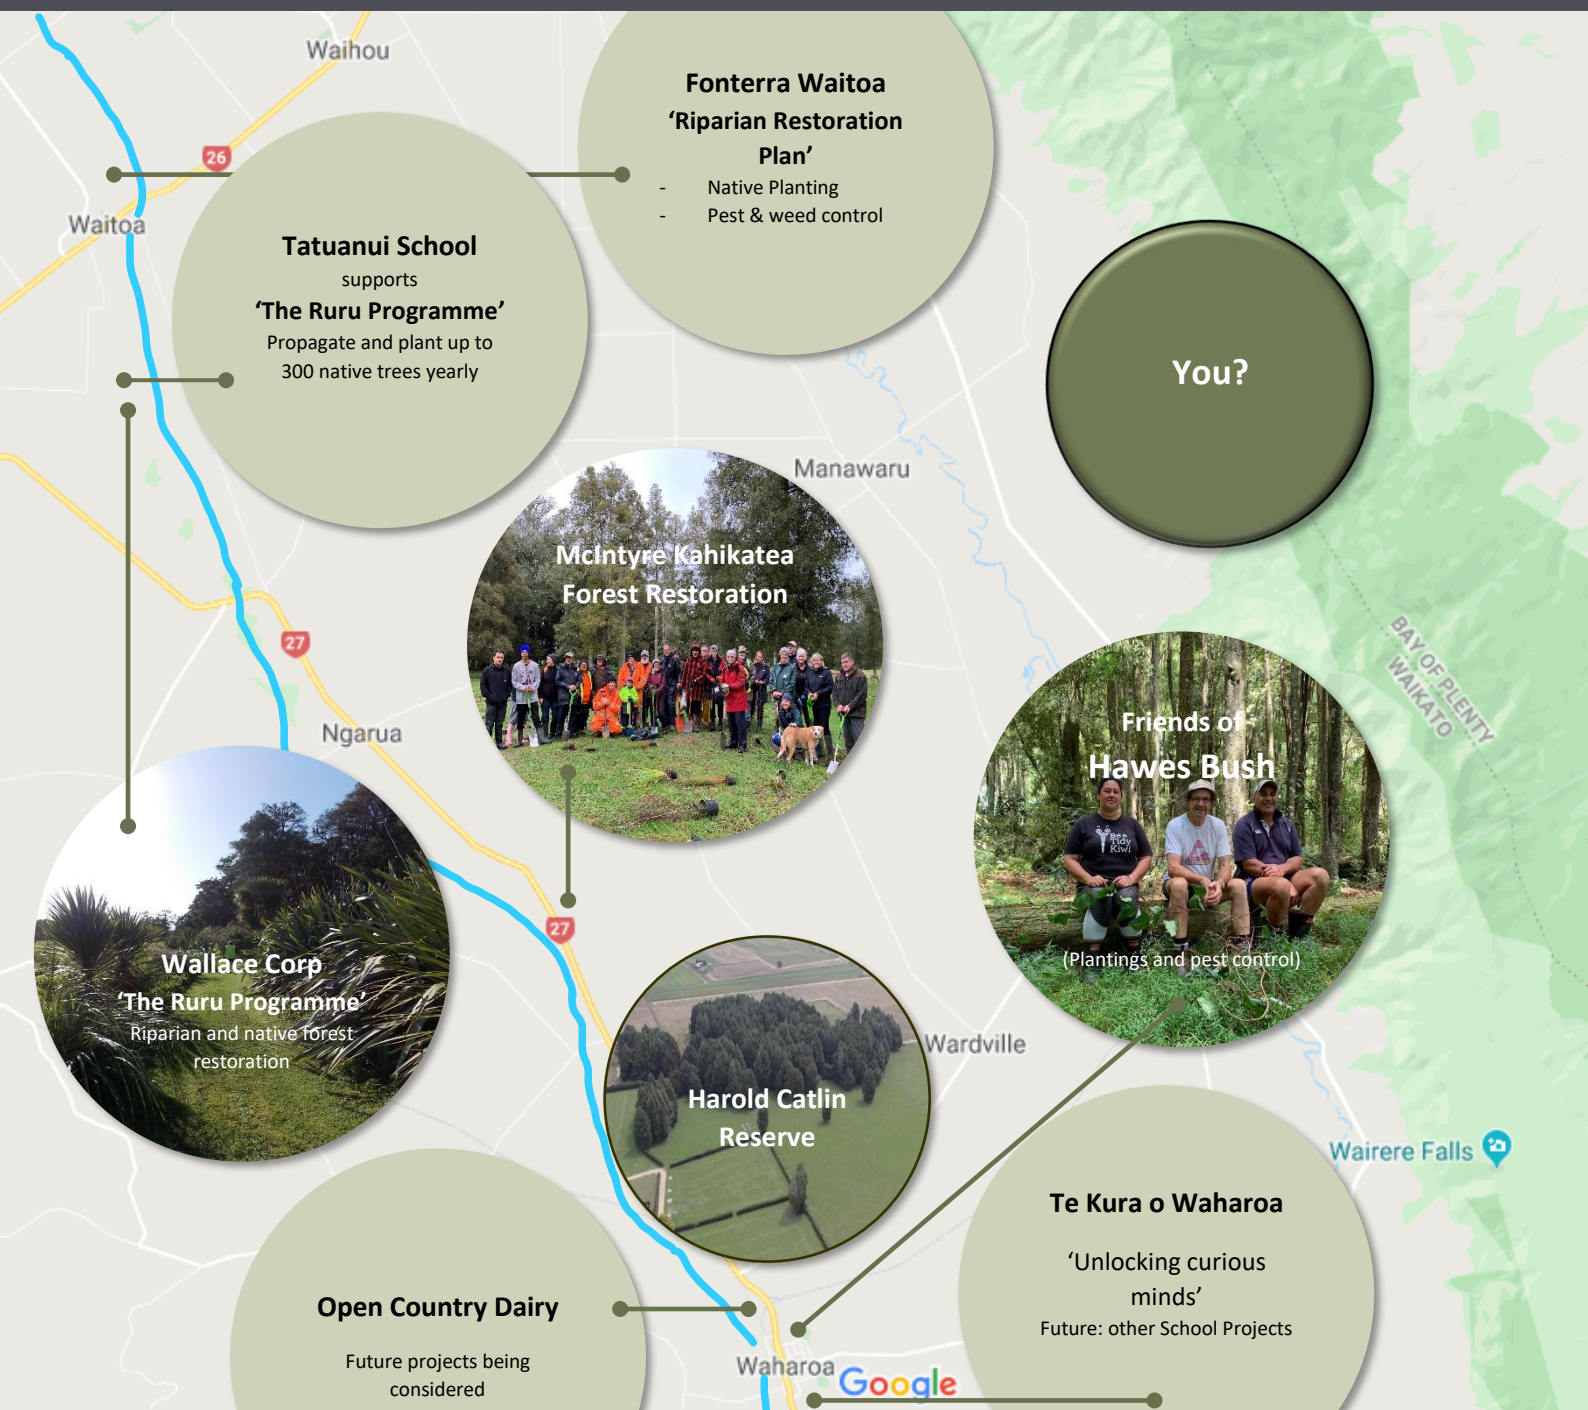 Waihou
Fonterra Waitoa
‘Riparian Restoration
Plan’
- Native Planting
- Pest & weed control
26
Waitoa
Tatuanui School
supports
‘The Ruru Programme’
Propagate and plant up to
300 native trees yearly
You?
Manawaru
McIntyre Kahikatea
Forest Restoration
27
BAY OF PLENTY
WAIKATO
Ngarua
Friends of
Hawes Bush
Be a
Tidy
Kiwi
(Plantings and pest control)
27
Wallace Corp
‘The Ruru Programme’
Riparian and native forest
restoration
Wardville
Harold Catlin
Reserve
Wairere Falls
Te Kura o Waharoa
‘Unlocking curious
minds’
Future: other School Projects
Open Country Dairy
Future projects being
considered
Waharoa
Google